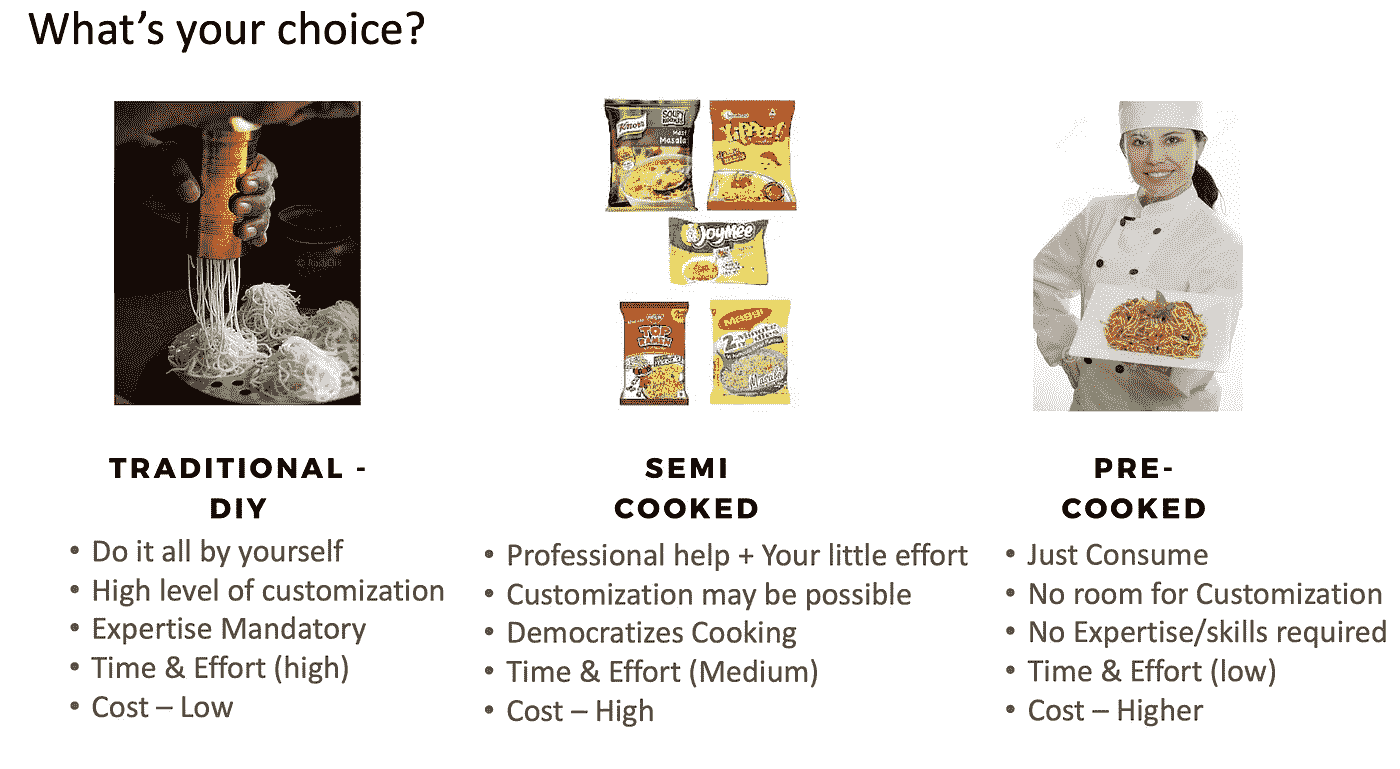 What's your choice?
Knorr
SOUPY
NOODLES
Mast
Masala
YiPPee!
JoyMee
TOP
RAMEN
Maggi
2-Minute
Masala
TRADITIONAL -
DIY
• Do it all by yourself
• High level of customization
• Expertise Mandatory
• Time & Effort (high)
• Cost – Low
SEMI
COOKED
• Professional help + Your little effort
• Customization may be possible
• Democratizes Cooking
• Time & Effort (Medium)
• Cost – High
PRE-
COOKED
• Just Consume
• No room for Customization
• No Expertise/skills required
• Time & Effort (low)
• Cost – Higher